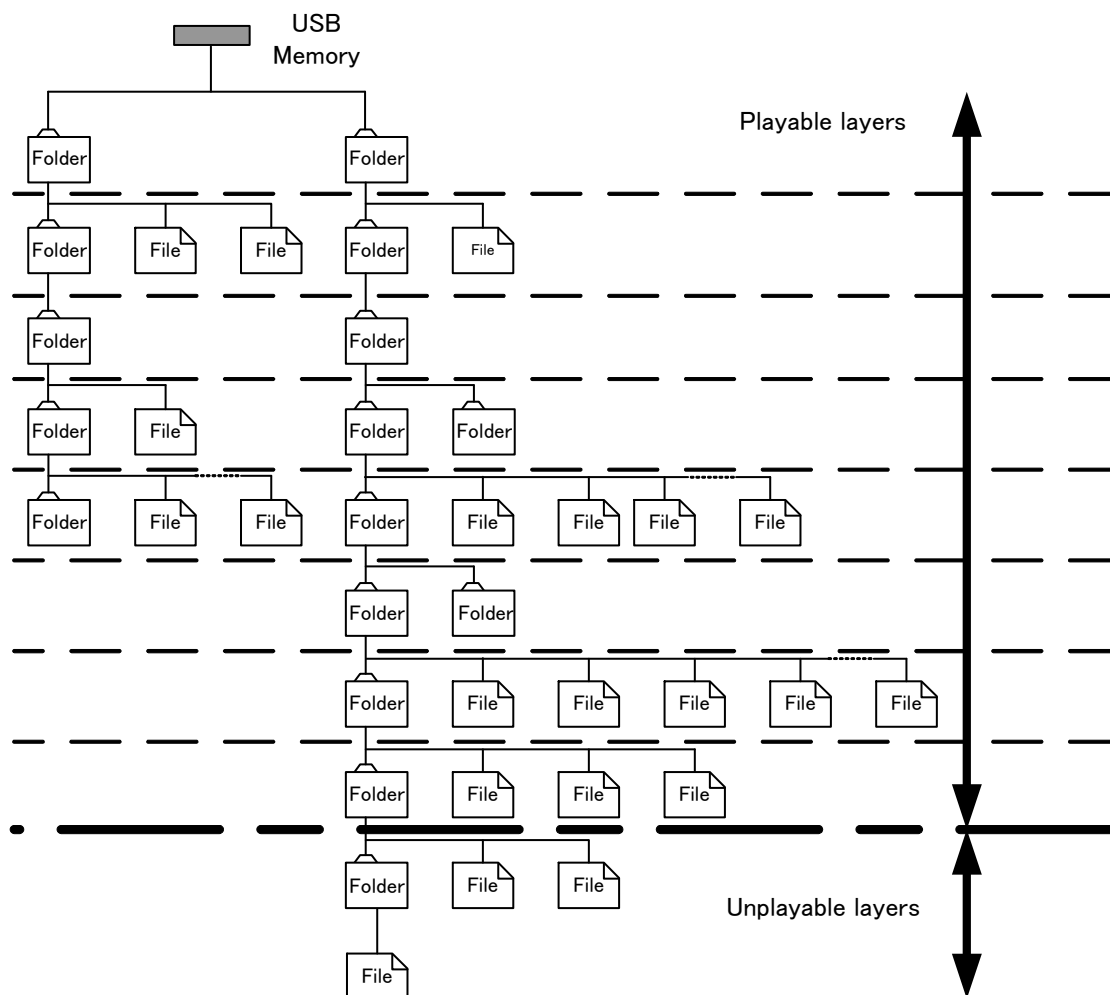 USB
Memory
Playable layers
Folder Folder
Folder File File Folder File
Folder Folder
Folder File Folder Folder
Folder File File Folder File File File File
Folder Folder
Folder File File File File File
Folder File File File
Folder File File
Unplayable layers
File